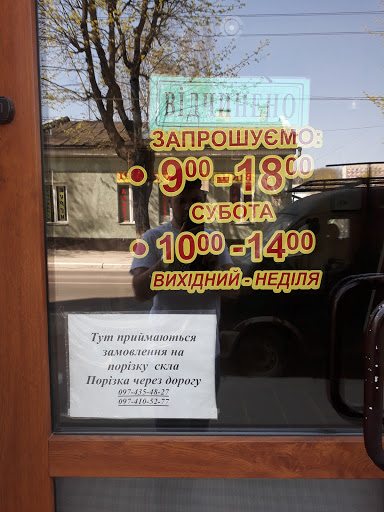 ВІДЧИНЕНО
ЗАПРОШУЄМО:
900-1800
СУБОТА
1000-1400
ВИХІДНИЙ-НЕДІЛЯ
Тут приймаються
замовлення на
порізку скла
Порізка через дорогу
097-435-48-27
097-410-52-77